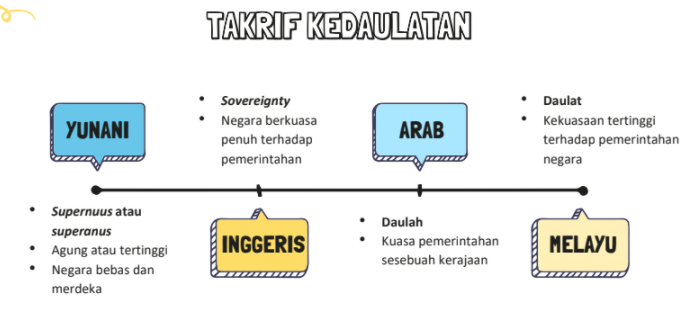 TAKRIF KEDAULATAN
YUNANI
• Supernuus atau
superanus
• Agung atau tertinggi
• Negara bebas dan
merdeka
• Sovereignty
• Negara berkuasa
penuh terhadap
pemerintahan
INGGERIS
ARAB
• Daulah
• Kuasa pemerintahan
sesebuah kerajaan
• Daulat
• Kekuasaan tertinggi
terhadap pemerintahan
negara
MELAYU